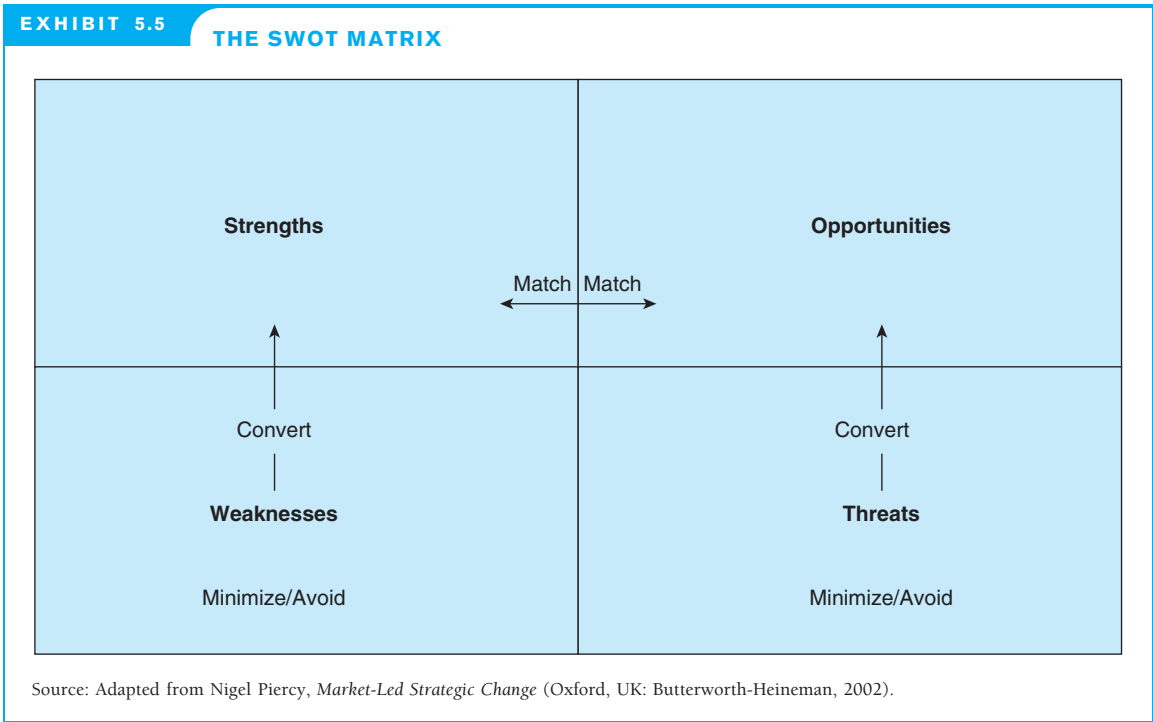 EXHIBIT 5.5
THE SWOT MATRIX
Strengths
Opportunities
Match Match
Convert
Convert
Weaknesses
Threats
Minimize/Avoid
Minimize/Avoid
Source: Adapted from Nigel Piercy, Market-Led Strategic Change (Oxford, UK: Butterworth-Heineman, 2002).